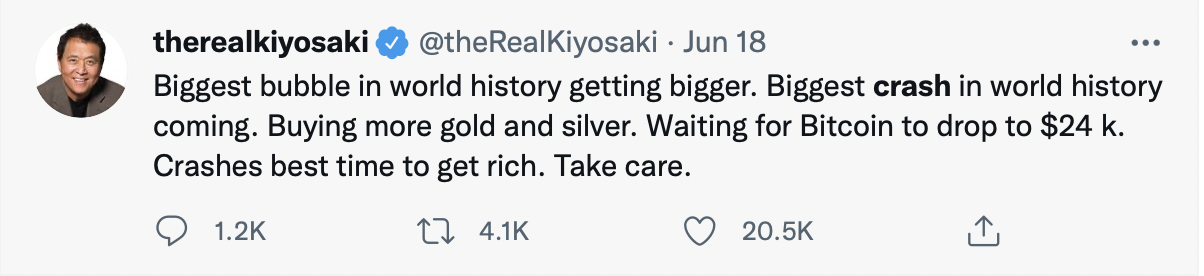 therealkiyosaki @theRealKiyosaki · Jun 18
Biggest bubble in world history getting bigger. Biggest crash in world history
coming. Buying more gold and silver. Waiting for Bitcoin to drop to $24 k.
Crashes best time to get rich. Take care.
1.2K 4.1K 20.5K